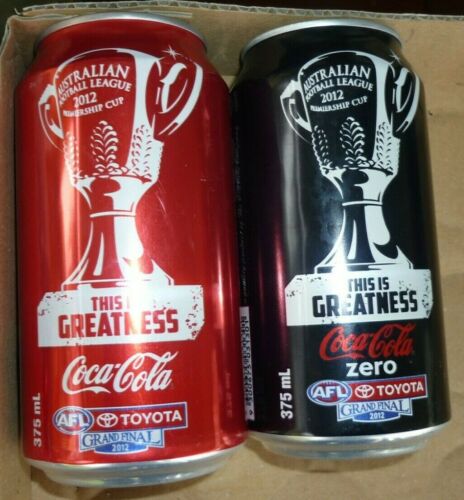 AUSTRALIAN
FOOTBALL LEAGUE
2012
PREMIERSHIP CUP
THIS IS
GREATNESS
Coca-Cola
AFL TOYOTA
GRAND FINAL
2012
375 mL
AUSTRALIAN
FOOTBALL LEAGUE
2012
PREMIERSHIP CUP
THIS IS
GREATNESS
Coca-Cola
zero
AFL TOYOTA
GRAND FINAL
2012
375 mL